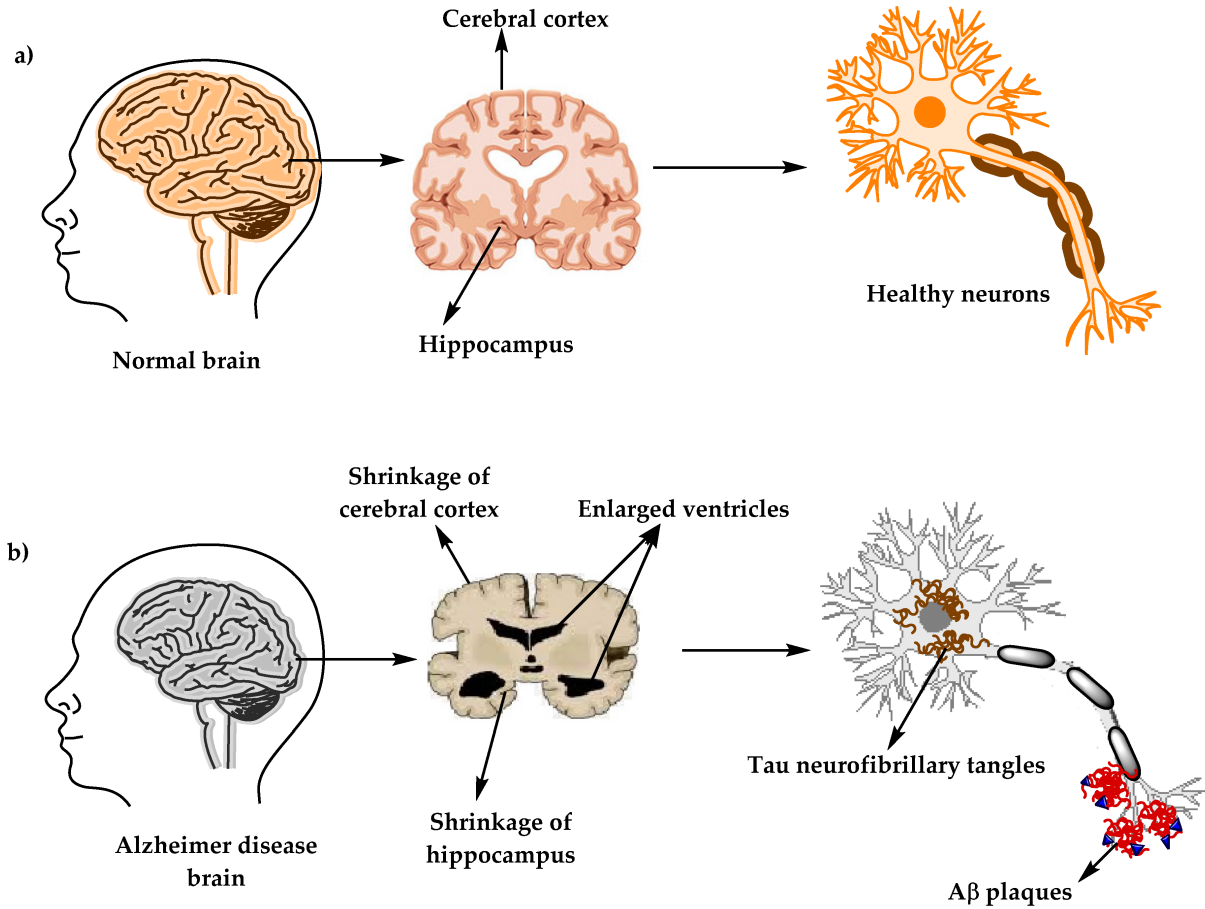 a)
Cerebral cortex
Hippocampus
Normal brain
Healthy neurons
b)
Shrinkage of
cerebral cortex
Enlarged ventricles
Tau neurofibrillary tangles
Shrinkage of
hippocampus
Alzheimer disease
brain
Aβ plaques